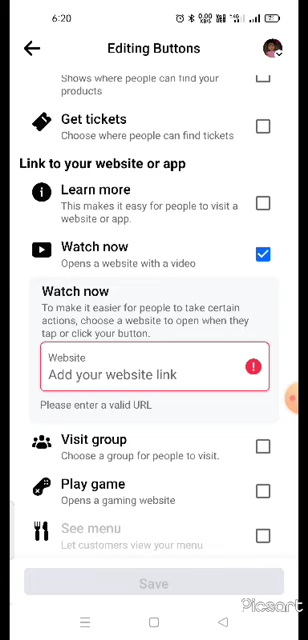 6:20
Editing Buttons
Shows where people can find your
products
Get tickets
Choose where people can find tickets
Link to your website or app
Learn more
This makes it easy for people to visit a
website or app.
Watch now
Opens a website with a video
Watch now
To make it easier for people to take certain
actions, choose a website to open when they
tap or click your button.
Website
Add your website link
Please enter a valid URL
Visit group
Choose a group for people to visit.
Play game
Opens a gaming website
See menu
Let customers view your menu
Save
Picsart